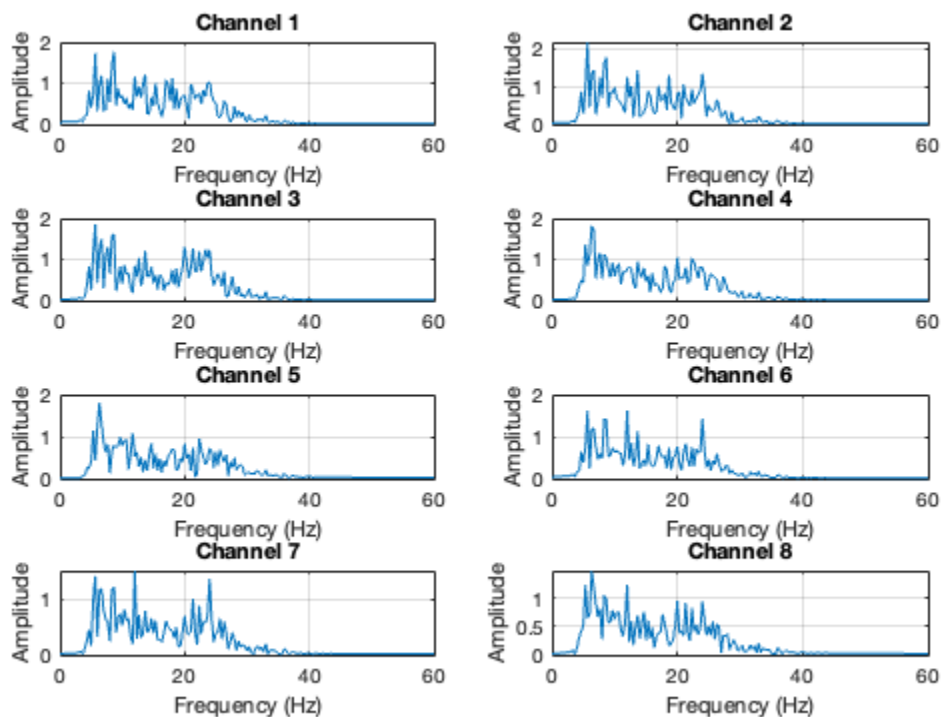 Channel 1
Amplitude
2
1
0
0 20 40 60
Frequency (Hz)
Channel 2
Amplitude
2
1
0
0 20 40 60
Frequency (Hz)
Channel 3
Amplitude
2
1
0
0 20 40 60
Frequency (Hz)
Channel 4
Amplitude
2
1
0
0 20 40 60
Frequency (Hz)
Channel 5
Amplitude
2
1
0
0 20 40 60
Frequency (Hz)
Channel 6
Amplitude
2
1
0
0 20 40 60
Frequency (Hz)
Channel 7
Amplitude
1
0
0 20 40 60
Frequency (Hz)
Channel 8
Amplitude
1
0.5
0
0 20 40 60
Frequency (Hz)